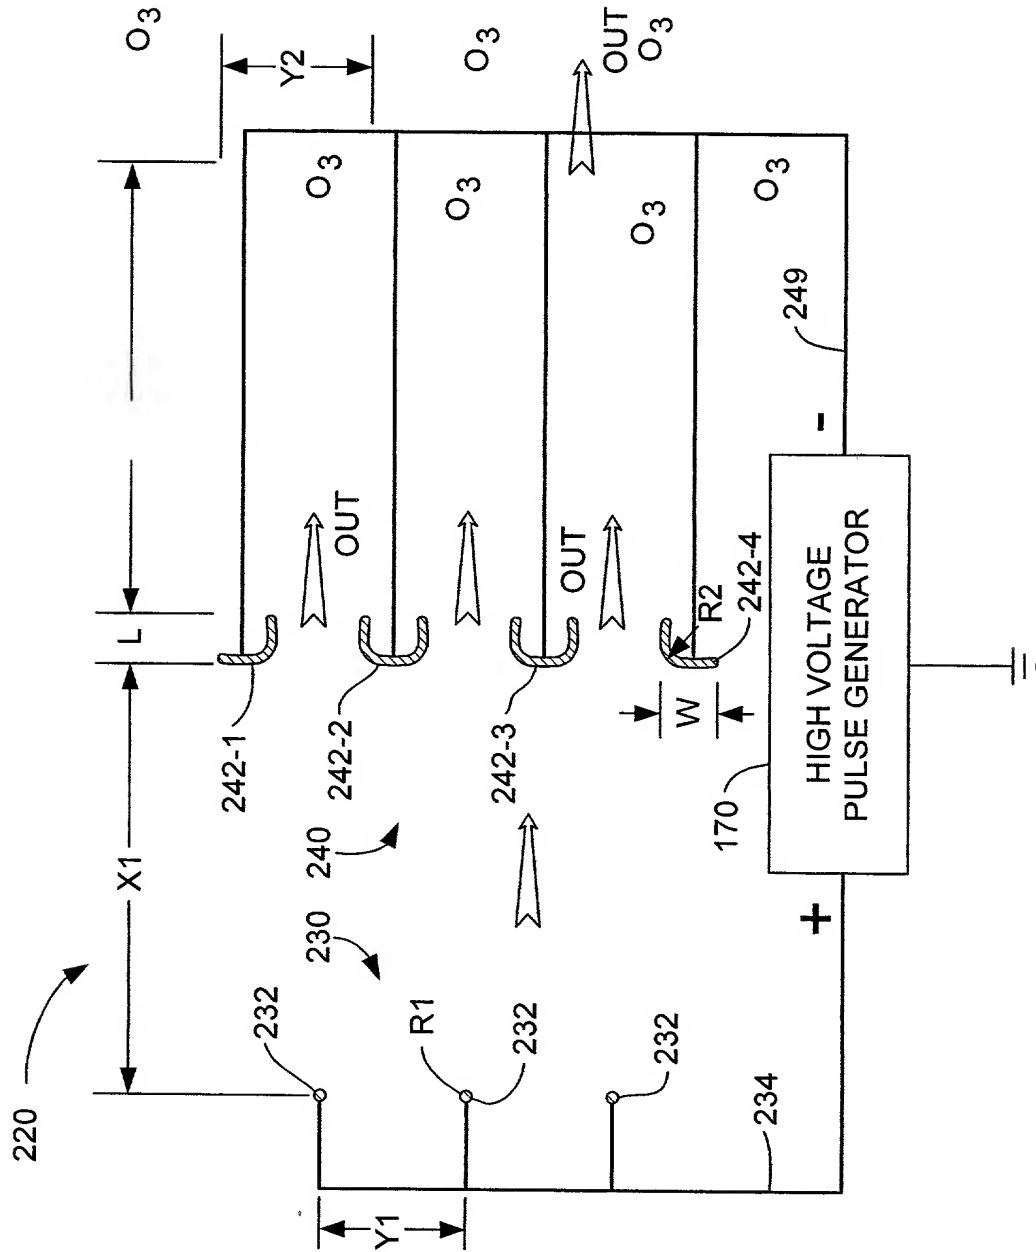 O3
O3
OUT
O3
Y2
O3
O3
O3
O3
249
-
OUT
OUT
L
R2
242-4
W
242-1
242-2
242-3
X1
240
230
170
HIGH VOLTAGE
PULSE GENERATOR
+
220
232
R1
232
232
234
Y1